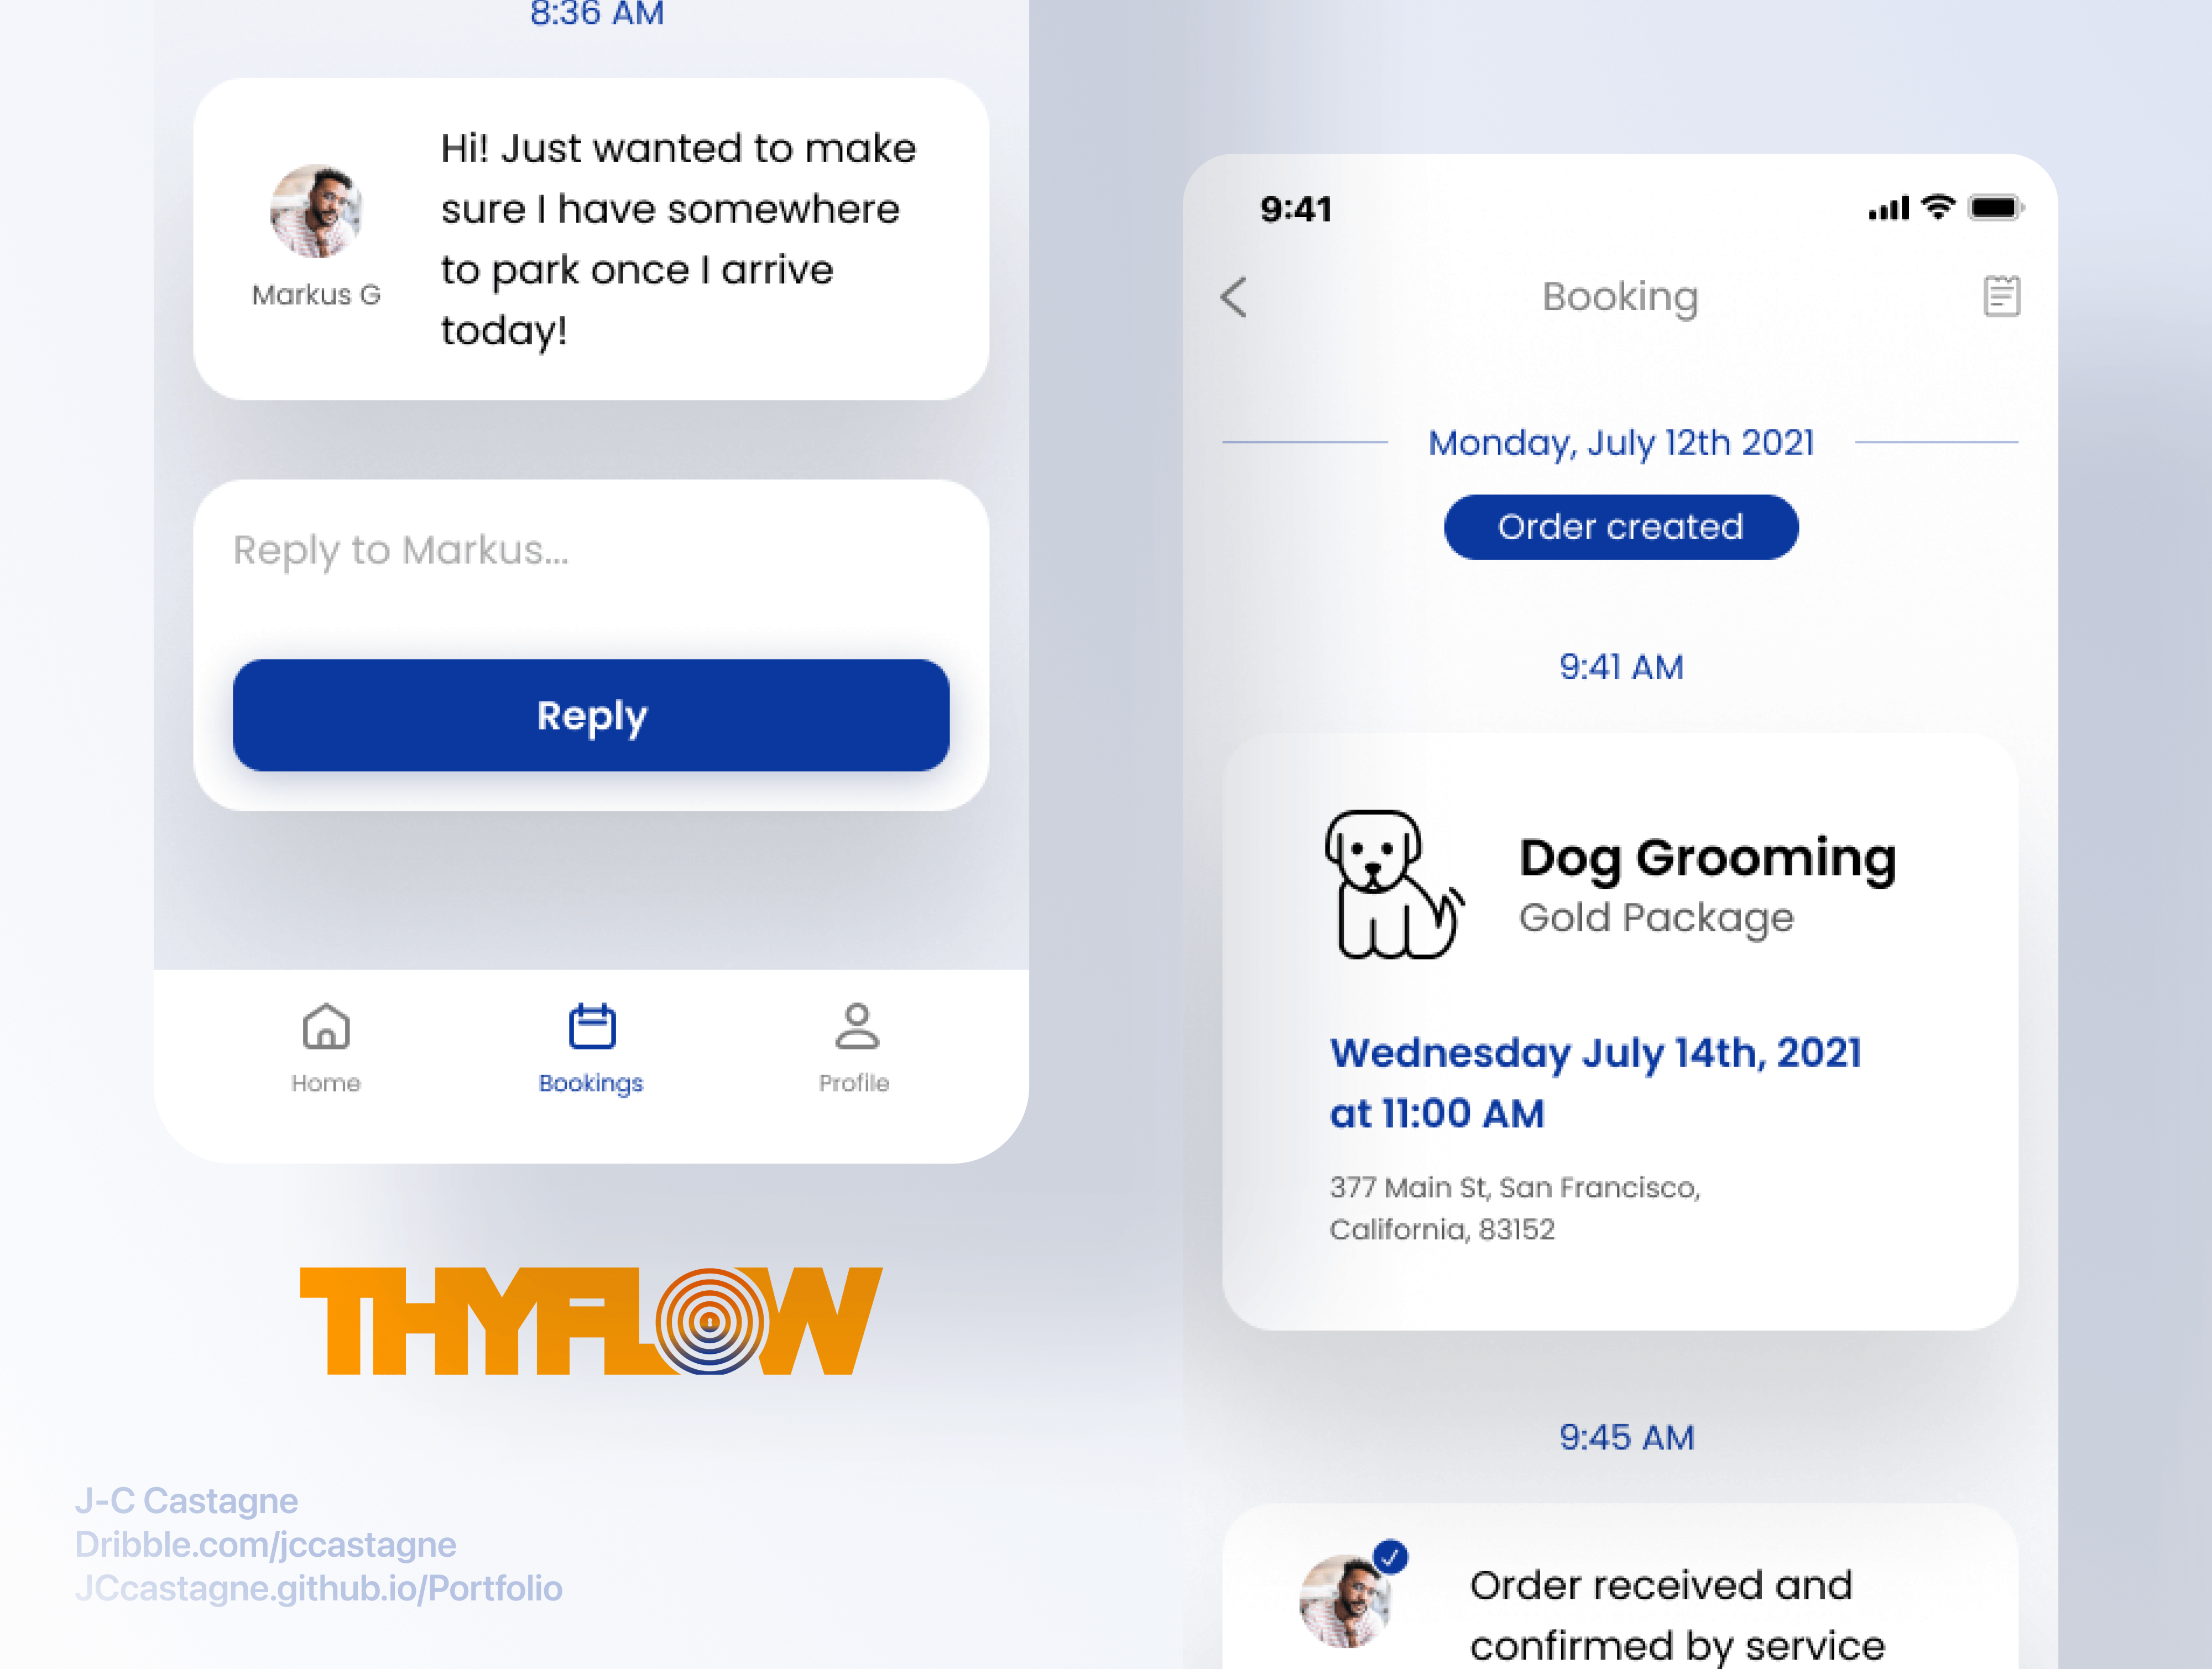 8:36 AM
Hi! Just wanted to make
sure I have somewhere
to park once I arrive
today!
Markus G
Reply to Markus...
Reply
Home
Bookings
Profile
THYFLOW
J-C Castagne
Dribble.com/jccastagne
JCcastagne.github.io/Portfolio
9:41
Booking
Monday, July 12th 2021
Order created
9:41 AM
Dog Grooming
Gold Package
Wednesday July 14th, 2021
at 11:00 AM
377 Main St, San Francisco,
California, 83152
9:45 AM
Order received and
confirmed by service